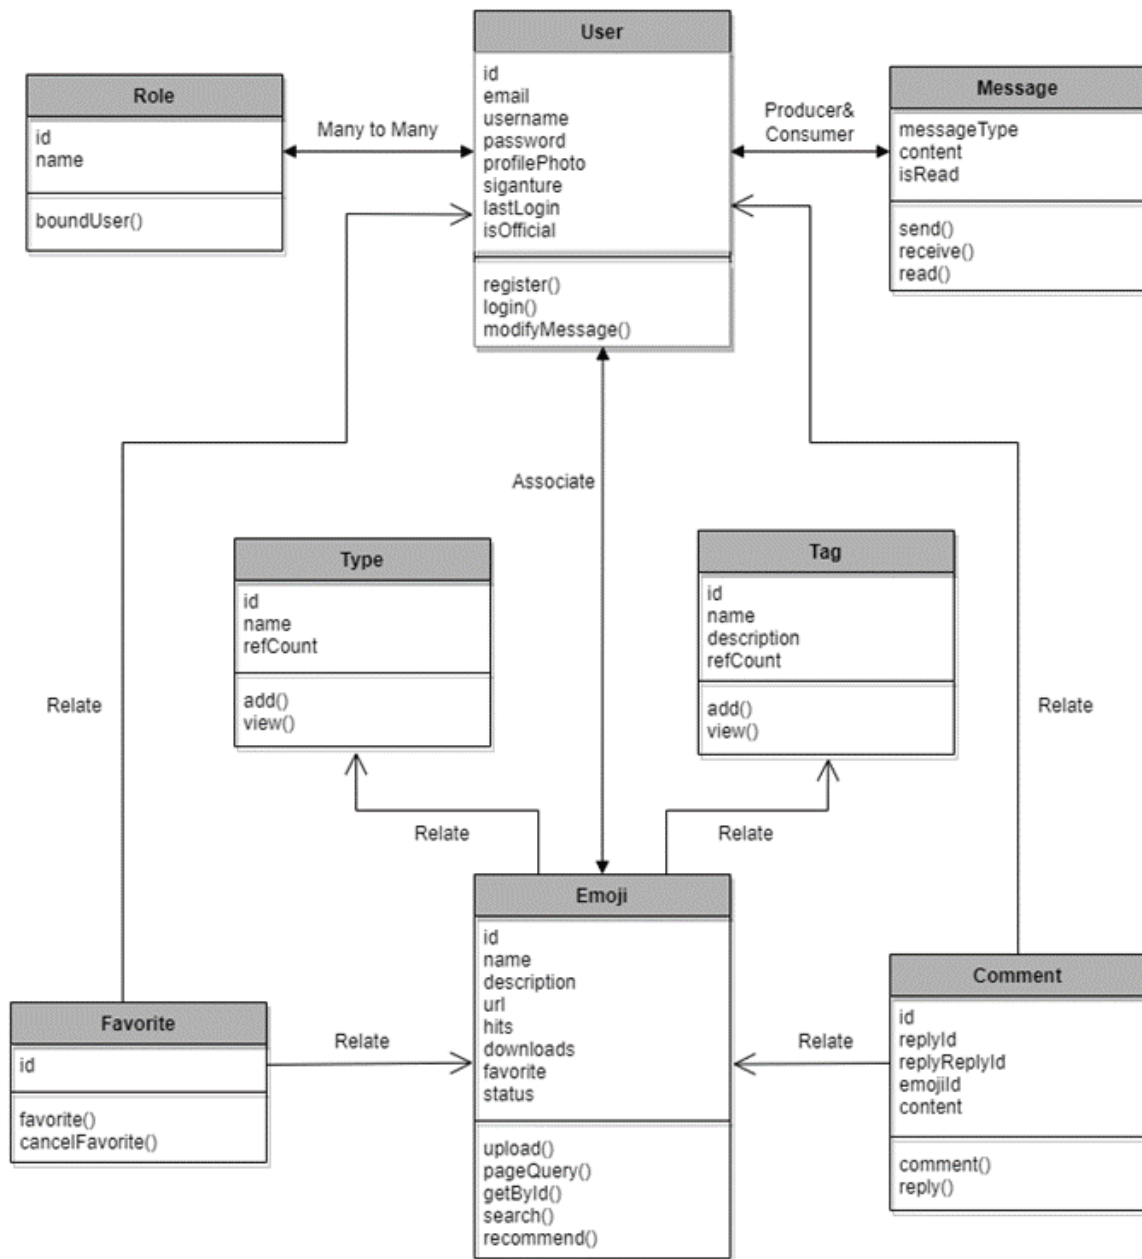 User
id
email
username
password
profilePhoto
siganture
lastLogin
isOfficial
register()
login()
modifyMessage()
Role
id
name
boundUser()
Many to Many
Producer&
Consumer
Message
messageType
content
isRead
send()
receive()
read()
Associate
Type
id
name
refCount
add()
view()
Tag
id
name
description
refCount
add()
view()
Relate
Relate
Relate
Relate
Emoji
id
name
description
url
hits
downloads
favorite
status
upload()
pageQuery()
getById()
search()
recommend()
Favorite
id
favorite()
cancelFavorite()
Relate
Relate
Comment
id
replyId
replyReplyId
emojiId
content
comment()
reply()